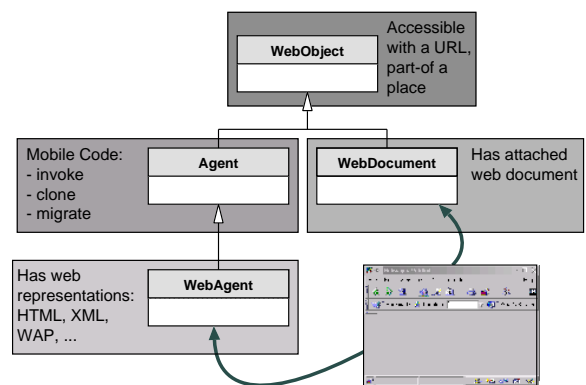 WebObject
Accessible
with a URL,
part-of a
place
Mobile Code:
- invoke
- clone
- migrate
Agent
WebDocument
Has attached
web document
Has web
representations:
HTML, XML,
WAP, ...
WebAgent